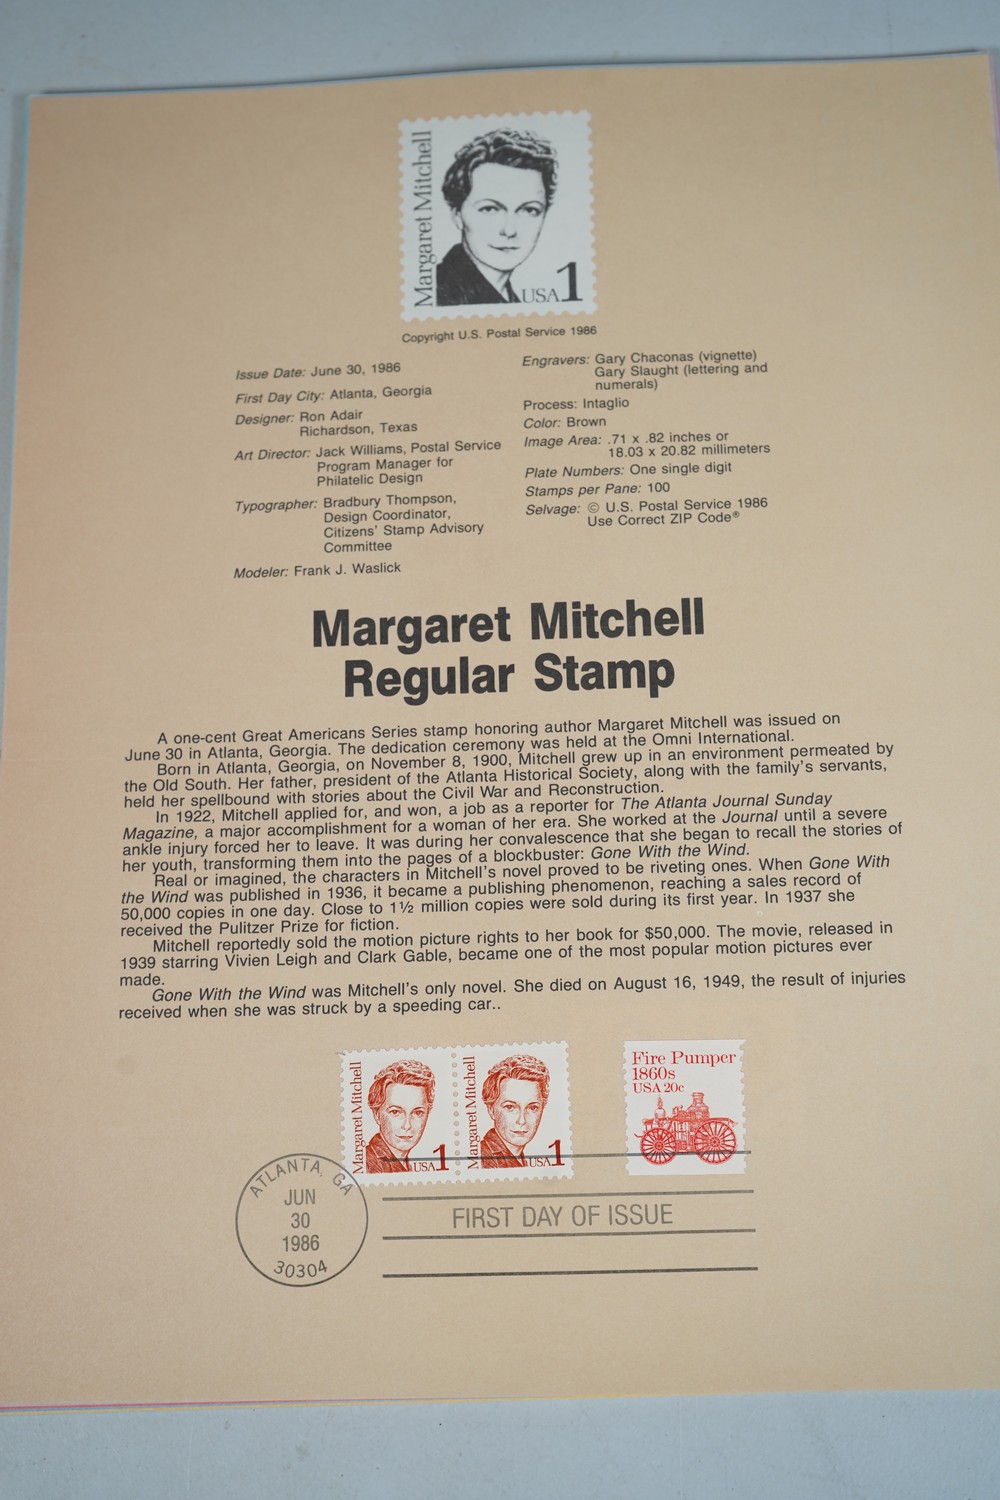 Margaret Mitchell
USA 1
Copyright U.S. Postal Service 1986
Issue Date: June 30, 1986
First Day City: Atlanta, Georgia
Designer: Ron Adair
Richardson, Texas
Art Director: Jack Williams, Postal Service
Program Manager for
Philatelic Design
Typographer: Bradbury Thompson,
Design Coordinator,
Citizens' Stamp Advisory
Committee
Modeler: Frank J. Waslick
Engravers: Gary Chaconas (vignette)
Gary Slaught (lettering and
numerals)
Process: Intaglio
Color: Brown
Image Area: .71 x .82 inches or
18.03 x 20.82 millimeters
Plate Numbers: One single digit
Stamps per Pane: 100
Selvage: © U.S. Postal Service 1986
Use Correct ZIP Code®
Margaret Mitchell
Regular Stamp
A one-cent Great Americans Series stamp honoring author Margaret Mitchell was issued on
June 30 in Atlanta, Georgia. The dedication ceremony was held at the Omni International.
Born in Atlanta, Georgia, on November 8, 1900, Mitchell grew up in an environment permeated by
the Old South. Her father, president of the Atlanta Historical Society, along with the family's servants,
held her spellbound with stories about the Civil War and Reconstruction.
In 1922, Mitchell applied for, and won, a job as a reporter for The Atlanta Journal Sunday
Magazine, a major accomplishment for a woman of her era. She worked at the Journal until a severe
ankle injury forced her to leave. It was during her convalescence that she began to recall the stories of
her youth, transforming them into the pages of a blockbuster: Gone With the Wind.
Real or imagined, the characters in Mitchell's novel proved to be riveting ones. When Gone With
the Wind was published in 1936, it became a publishing phenomenon, reaching a sales record of
50,000 copies in one day. Close to 1½ million copies were sold during its first year. In 1937 she
received the Pulitzer Prize for fiction.
Mitchell reportedly sold the motion picture rights to her book for $50,000. The movie, released in
1939 starring Vivien Leigh and Clark Gable, became one of the most popular motion pictures ever
made.
Gone With the Wind was Mitchell's only novel. She died on August 16, 1949, the result of injuries
received when she was struck by a speeding car..
Margaret Mitchell
USA 1
Margaret Mitchell
USA 1
Fire Pumper
1860s
USA 20c
ATLANTA, GA
JUN
30
1986
30304
FIRST DAY OF ISSUE